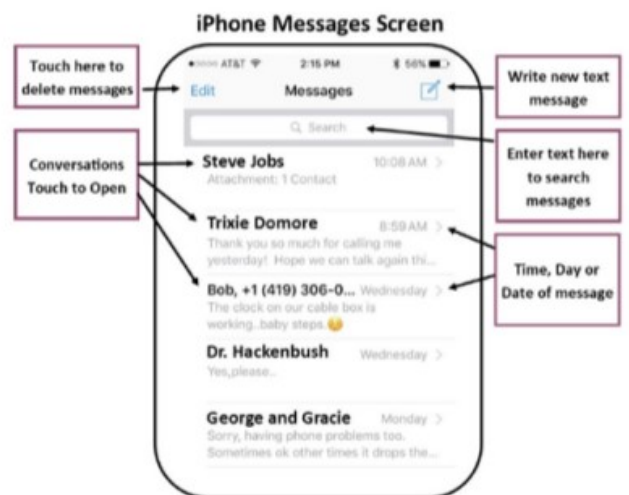 iPhone Messages Screen
Touch here to
delete messages
AT&T 2:15 PM 56%
Edit Messages
Write new text
message
Search
Enter text here
to search
messages
Conversations
Touch to Open
Steve Jobs 10:08 AM
Attachment: 1 Contact
Trixie Domore 8:59 AM
Thank you so much for calling me
yesterday! Hope we can talk again thi...
Time, Day or
Date of message
Bob, +1 (419) 306-0... Wednesday
The clock on our cable box is
working..baby steps.
Dr. Hackenbush Wednesday
Yes,please..
George and Gracie Monday
Sorry, having phone problems too.
Sometimes ok other times it drops the...